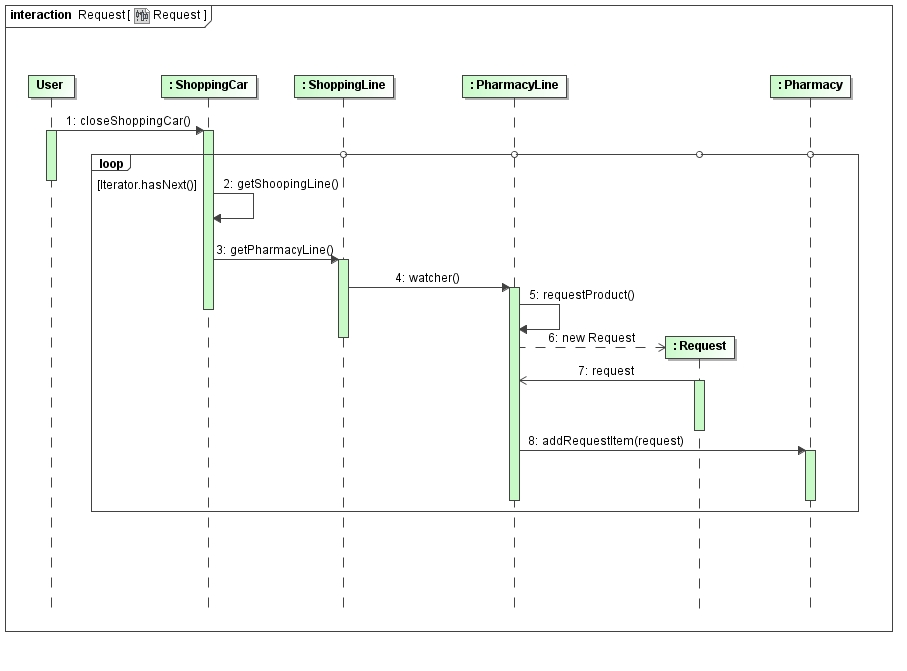 interaction Request[ Request ]
User
: ShoppingCar
: ShoppingLine
: PharmacyLine
: Pharmacy
1: closeShoppingCar()
loop
[Iterator.hasNext()]
2: getShoopingLine()
3: getPharmacyLine()
4: watcher()
5: requestProduct()
6: new Request
: Request
7: request
8: addRequestItem(request)